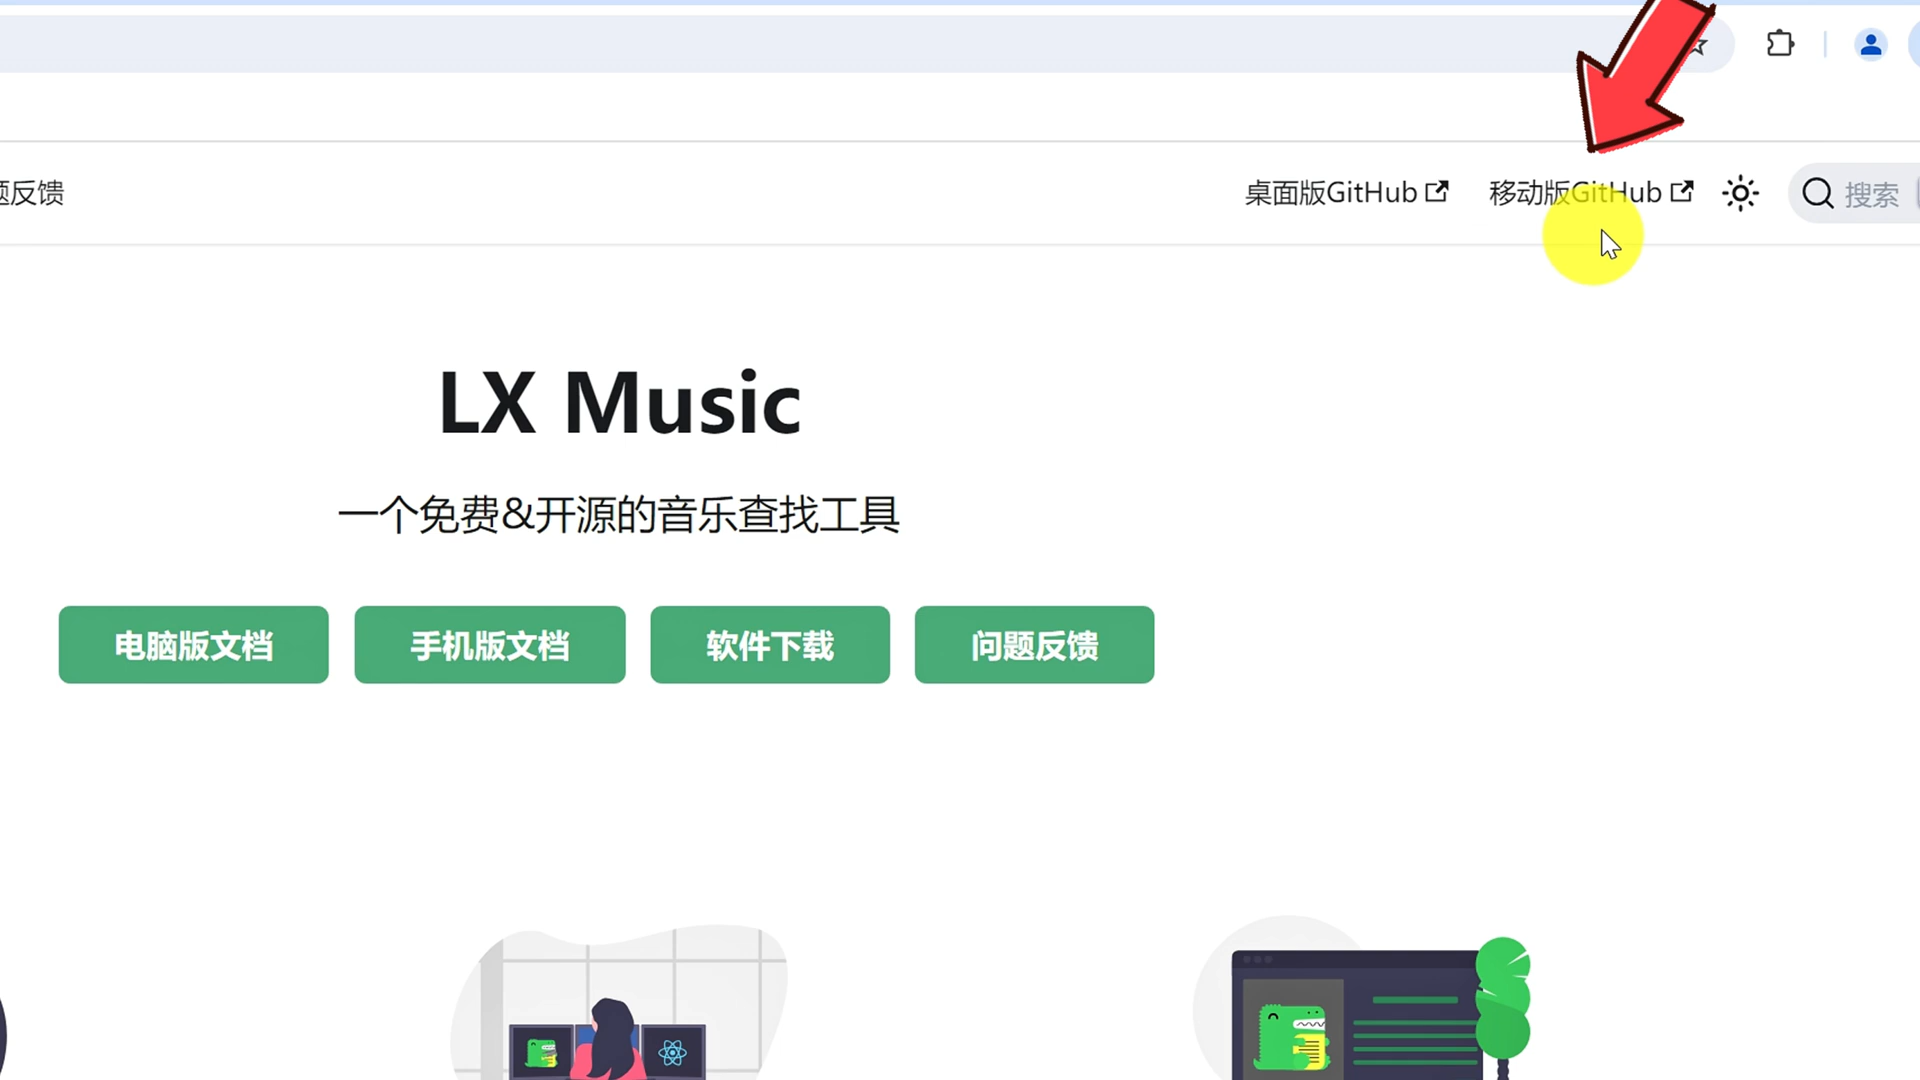 题反馈
桌面版GitHub
移动版GitHub
搜索
LX Music
一个免费&开源的音乐查找工具
电脑版文档
手机版文档
软件下载
问题反馈